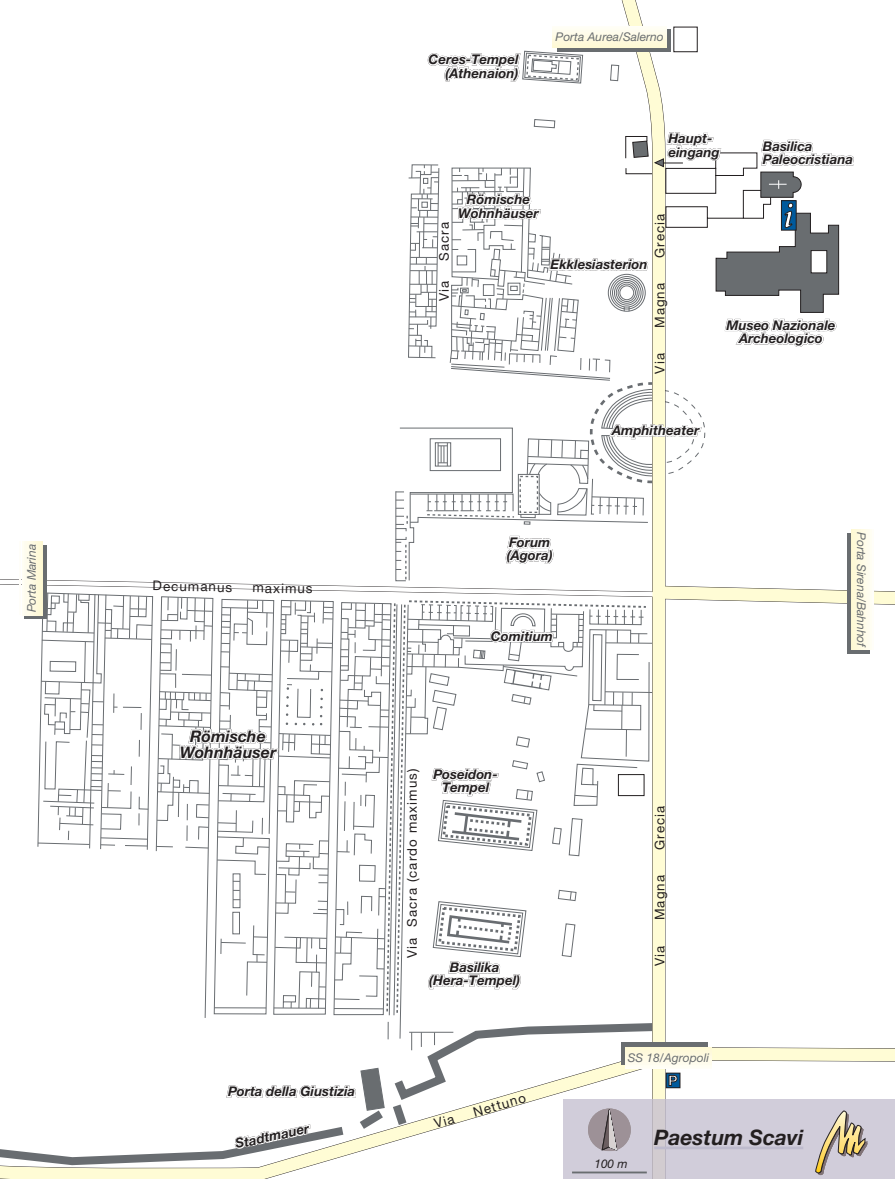 Porta Aurea/Salerno
Ceres-Tempel
(Athenaion)
Haupt-
eingang
Basilica
Paleocristiana
Römische
Wohnhäuser
Via Sacra
Ekklesiasterion
i
Via Magna Grecia
Museo Nazionale
Archeologico
Amphitheater
Forum
(Agora)
Porta Marina
Decumanus maximus
Porta Sirena/Bahnhof
Comitium
Römische
Wohnhäuser
Poseidon-
Tempel
Via Sacra (cardo maximus)
Via Magna Grecia
Basilika
(Hera-Tempel)
SS 18/Agropoli
P
Porta della Giustizia
Via Nettuno
Stadtmauer
Paestum Scavi
100 m